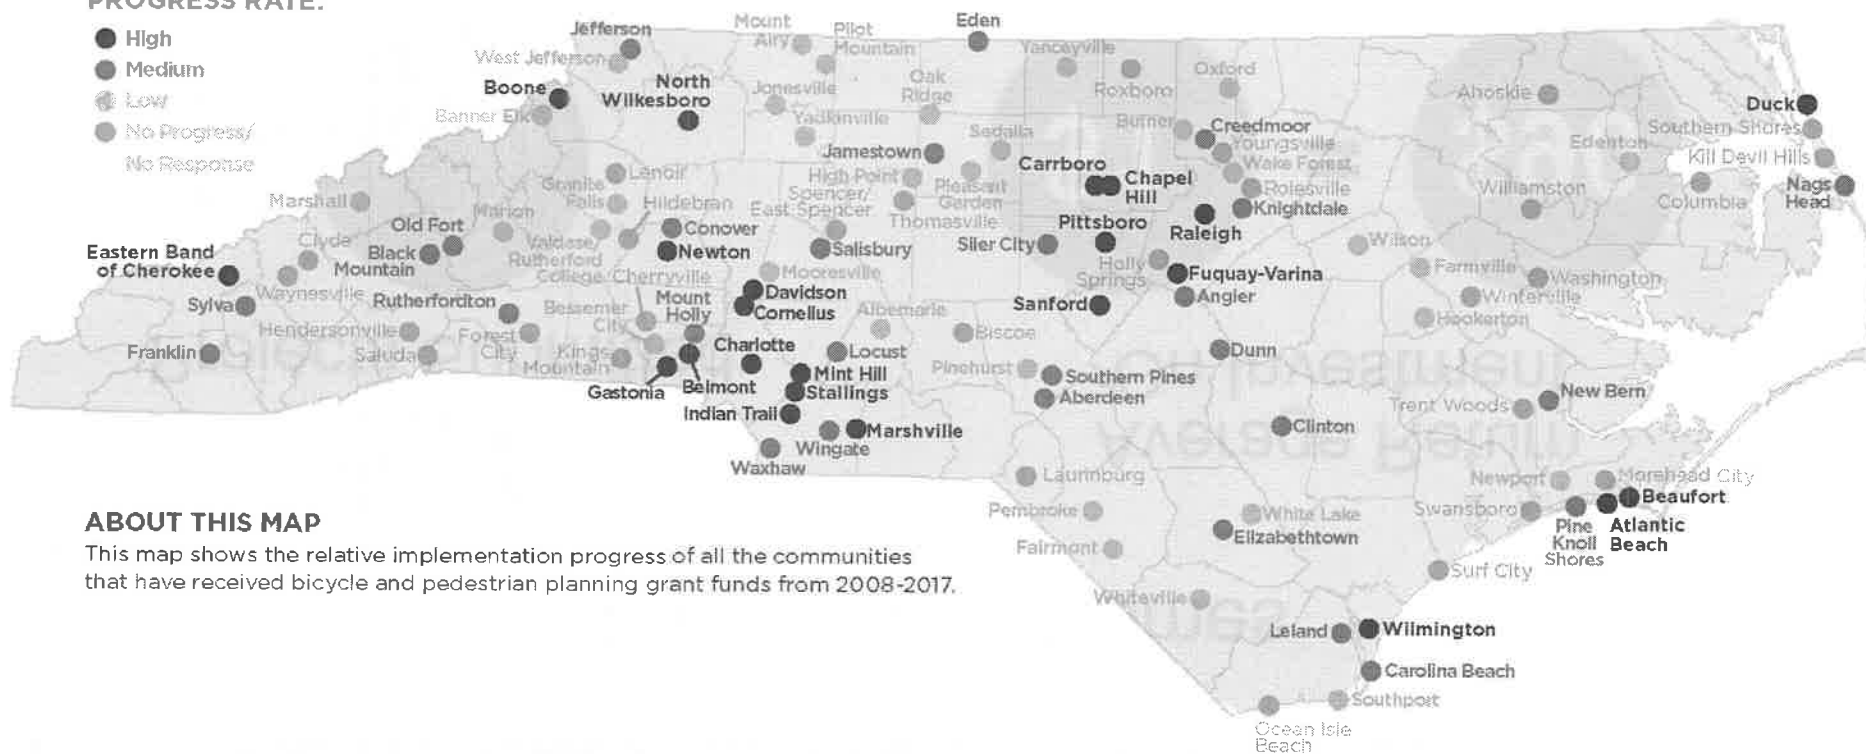 PROGRESS RATE:
High
Medium
Low
No Progress/
No Response
Jefferson
West Jefferson
Boone
Banner Elk
North
Wilkesboro
Mount
Airy
Pilot
Mountain
Jonesville
Yadkinville
Eden
Oak
Ridge
Yanceyville
Roxboro
Oxford
Ahoskie
Duck
Southern Shores
Kill Devil Hills
Nags
Head
Edenton
Columbia
Williamston
Sedalia
Butner
Creedmoor
Youngsville
Wake Forest
Rolesville
Knightdale
Jamestown
High Point
Pleasant
Garden
Thomasville
Spencer/
East Spencer
Salisbury
Carrboro
Chapel
Hill
Pittsboro
Raleigh
Siler City
Holly
Springs
Fuquay-Varina
Angier
Sanford
Wilson
Farmville
Washington
Winterville
Hookerton
Lenoir
Granite
Falls
Hildebran
Marshall
Old Fort
Marion
Clyde
Black
Mountain
Valdese/
Rutherford
College
Conover
Newton
Eastern Band
of Cherokee
Sylva
Waynesville
Rutherfordton
Cherryville
Bessemer
City
Mount
Holly
Mooresville
Davidson
Cornelius
Albemarle
Biscoe
Hendersonville
Forest
City
Franklin
Saluda
Kings
Mountain
Charlotte
Locust
Gastonia
Belmont
Mint Hill
Stallings
Indian Trail
Marshville
Wingate
Waxhaw
Pinehurst
Southern Pines
Aberdeen
Dunn
Clinton
Trent Woods
New Bern
Laurinburg
Pembroke
Fairmont
White Lake
Elizabethtown
Newport
Morehead City
Beaufort
Swansboro
Pine
Knoll
Shores
Atlantic
Beach
Surf City
Whiteville
Leland
Wilmington
Carolina Beach
Southport
Ocean Isle
Beach
ABOUT THIS MAP
This map shows the relative implementation progress of all the communities
that have received bicycle and pedestrian planning grant funds from 2008-2017.